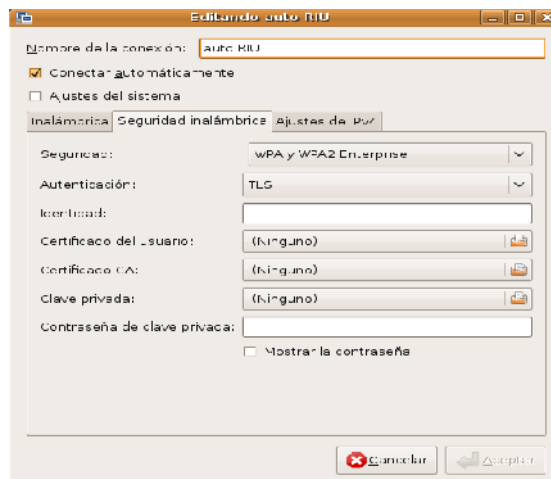 Editando auto RIU
Nombre de la conexión: auto RIU
Conectar automáticamente
Ajustes del sistema
Inalámbrica Seguridad inalámbrica Ajustes de IPv4
Seguridad: WPA y WPA2 Enterprise
Autenticación: TLS
Identidad:
Certificado del usuario: (Ninguno)
Certificado CA: (Ninguno)
Clave privada: (Ninguno)
Contraseña de clave privada:
Mostrar la contraseña
Cancelar Aceptar